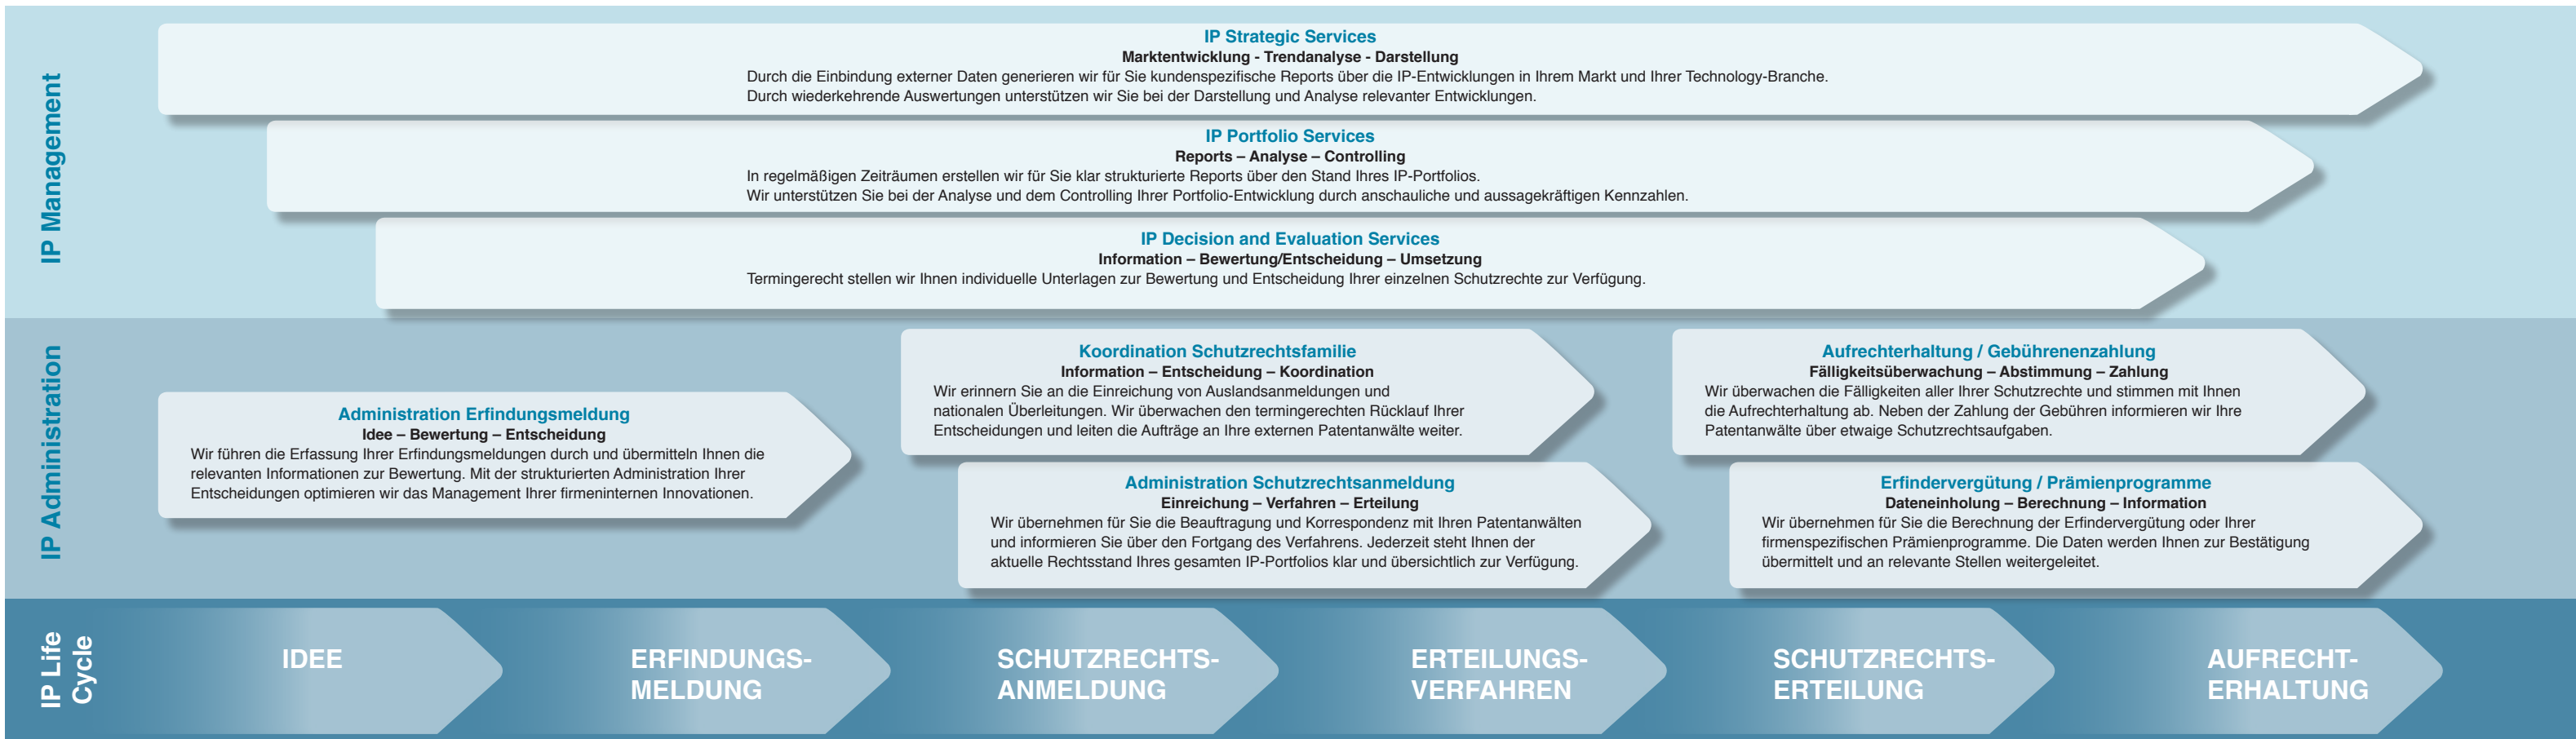 IP Management
IP Strategic Services
Marktentwicklung - Trendanalyse - Darstellung
Durch die Einbindung externer Daten generieren wir für Sie kundenspezifische Reports über die IP-Entwicklungen in Ihrem Markt und Ihrer Technology-Branche.
Durch wiederkehrende Auswertungen unterstützen wir Sie bei der Darstellung und Analyse relevanter Entwicklungen.
IP Portfolio Services
Reports – Analyse – Controlling
In regelmäßigen Zeiträumen erstellen wir für Sie klar strukturierte Reports über den Stand Ihres IP-Portfolios.
Wir unterstützen Sie bei der Analyse und dem Controlling Ihrer Portfolio-Entwicklung durch anschauliche und aussagekräftigen Kennzahlen.
IP Decision and Evaluation Services
Information – Bewertung/Entscheidung – Umsetzung
Termingerecht stellen wir Ihnen individuelle Unterlagen zur Bewertung und Entscheidung Ihrer einzelnen Schutzrechte zur Verfügung.
IP Administration
Administration Erfindungsmeldung
Idee – Bewertung – Entscheidung
Wir führen die Erfassung Ihrer Erfindungsmeldungen durch und übermitteln Ihnen die
relevanten Informationen zur Bewertung. Mit der strukturierten Administration Ihrer
Entscheidungen optimieren wir das Management Ihrer firmeninternen Innovationen.
Koordination Schutzrechtsfamilie
Information – Entscheidung – Koordination
Wir erinnern Sie an die Einreichung von Auslandsanmeldungen und
nationalen Überleitungen. Wir überwachen den termingerechten Rücklauf Ihrer
Entscheidungen und leiten die Aufträge an Ihre externen Patentanwälte weiter.
Administration Schutzrechtsanmeldung
Einreichung – Verfahren – Erteilung
Wir übernehmen für Sie die Beauftragung und Korrespondenz mit Ihren Patentanwälten
und informieren Sie über den Fortgang des Verfahrens. Jederzeit steht Ihnen der
aktuelle Rechtsstand Ihres gesamten IP-Portfolios klar und übersichtlich zur Verfügung.
Aufrechterhaltung / Gebührenenzahlung
Fälligkeitsüberwachung – Abstimmung – Zahlung
Wir überwachen die Fälligkeiten aller Ihrer Schutzrechte und stimmen mit Ihnen
die Aufrechterhaltung ab. Neben der Zahlung der Gebühren informieren wir Ihre
Patentanwälte über etwaige Schutzrechtsaufgaben.
Erfindervergütung / Prämienprogramme
Dateneinholung – Berechnung – Information
Wir übernehmen für Sie die Berechnung der Erfindervergütung oder Ihrer
firmenspezifischen Prämienprogramme. Die Daten werden Ihnen zur Bestätigung
übermittelt und an relevante Stellen weitergeleitet.
IP Life
Cycle
IDEE
ERFINDUNGS-
MELDUNG
SCHUTZRECHTS-
ANMELDUNG
ERTEILUNGS-
VERFAHREN
SCHUTZRECHTS-
ERTEILUNG
AUFRECHT-
ERHALTUNG